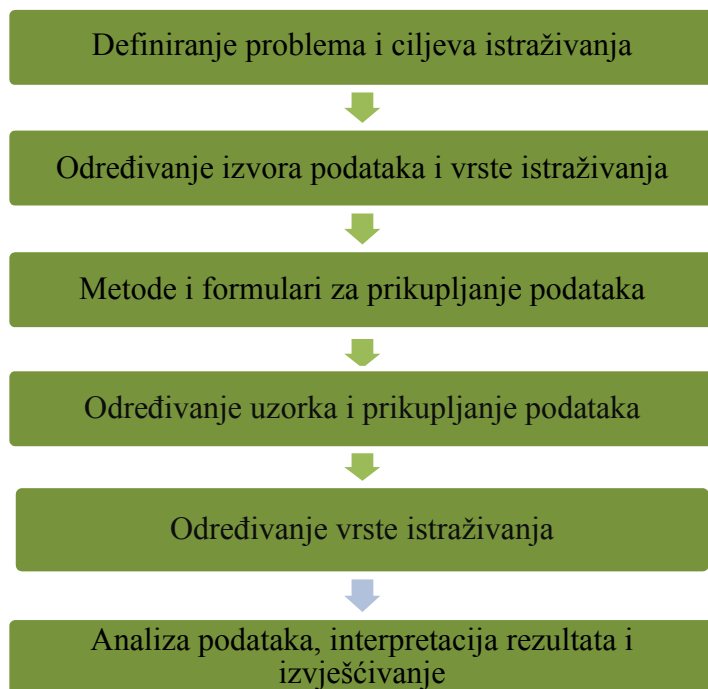 Definiranje problema i ciljeva istraživanja
Određivanje izvora podataka i vrste istraživanja
Metode i formulari za prikupljanje podataka
Određivanje uzorka i prikupljanje podataka
Određivanje vrste istraživanja
Analiza podataka, interpretacija rezultata i
izvješćivanje